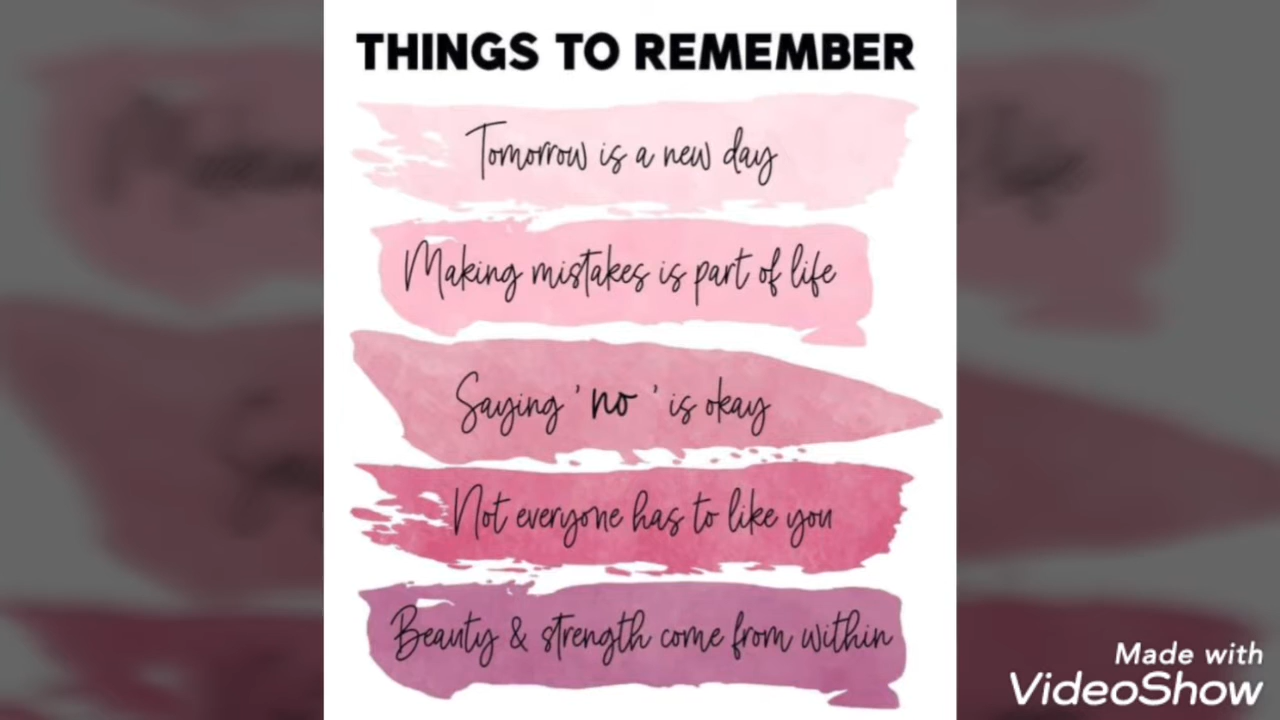 THINGS TO REMEMBER
Tomorrow is a new day
Making mistakes is part of life
Saying 'no' is okay
Not everyone has to like you
Beauty & strength come from within
Made with
VideoShow